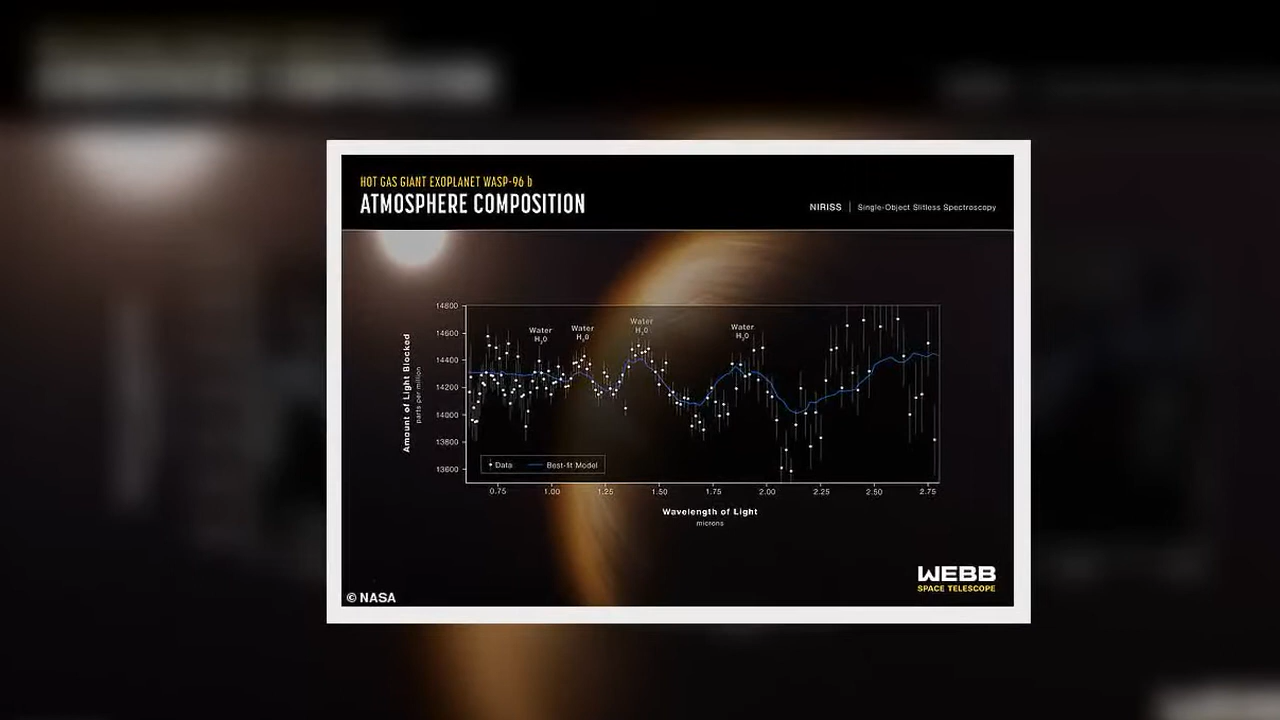 HOT GAS GIANT EXOPLANET WASP-96 b
ATMOSPHERE COMPOSITION
NIRISS | Single-Object Slitless Spectroscopy
Amount of Light Blocked
parts per million
14800
14600
14400
14200
14000
13800
13600
Water
H₂O
Water
H₂O
Water
H₂O
Water
H₂O
Data
Best-fit Model
0.75 1.00 1.25 1.50 1.75 2.00 2.25 2.50 2.75
Wavelength of Light
microns
WEBB
SPACE TELESCOPE
© NASA